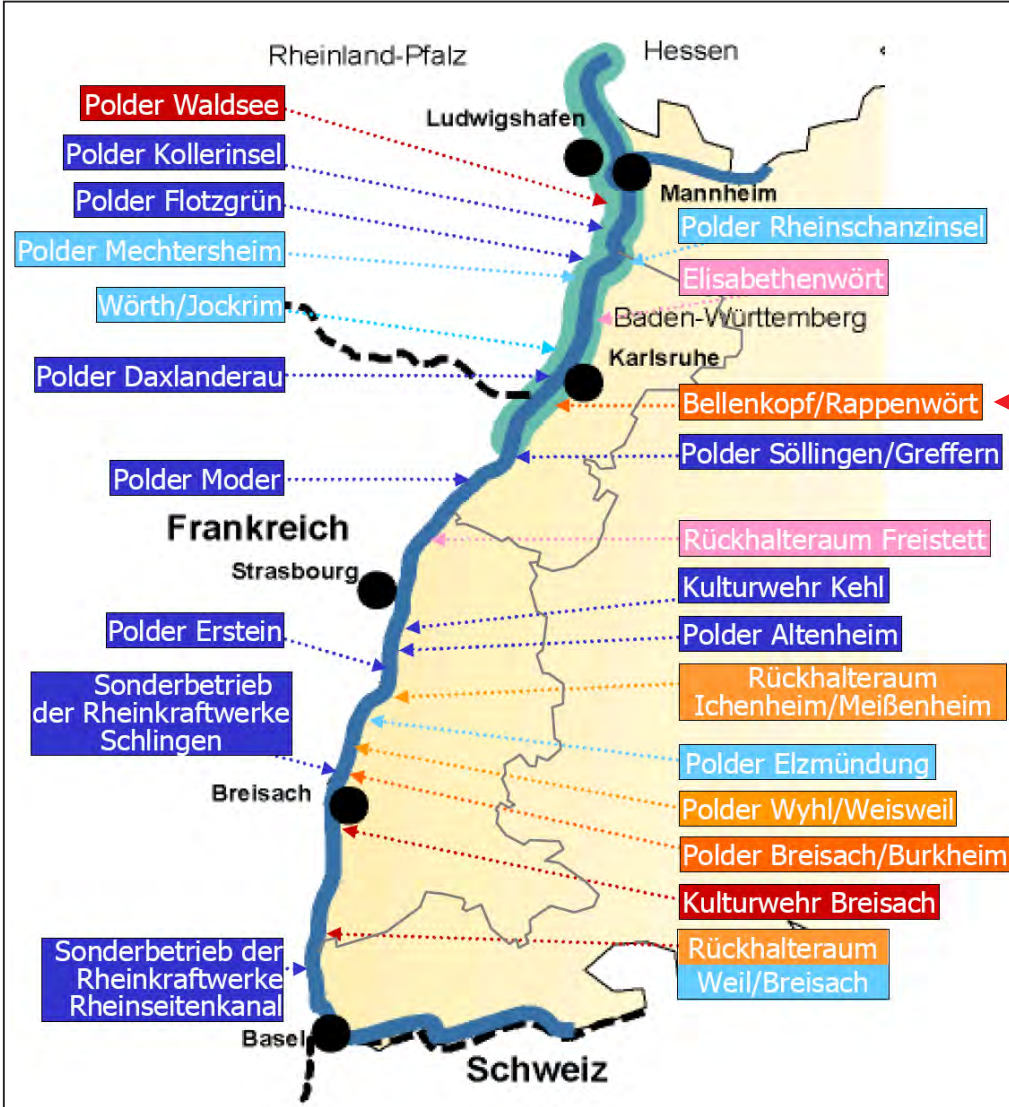 Rheinland-Pfalz
Hessen
Polder Waldsee
Ludwigshafen
Polder Kollerinsel
Mannheim
Polder Flotzgrün
Polder Rheinschanzinsel
Polder Mechtersheim
Elisabethenwört
Wörth/Jockrim
Baden-Württemberg
Karlsruhe
Polder Daxlanderau
Bellenkopf/Rappenwört
Polder Söllingen/Greffern
Polder Moder
Frankreich
Rückhalteraum Freistett
Strasbourg
Kulturwehr Kehl
Polder Erstein
Polder Altenheim
Sonderbetrieb
der Rheinkraftwerke
Schlingen
Rückhalteraum
Ichenheim/Meißenheim
Polder Elzmündung
Breisach
Polder Wyhl/Weisweil
Polder Breisach/Burkheim
Kulturwehr Breisach
Rückhalteraum
Weil/Breisach
Sonderbetrieb der
Rheinkraftwerke
Rheinseitenkanal
Basel
Schweiz